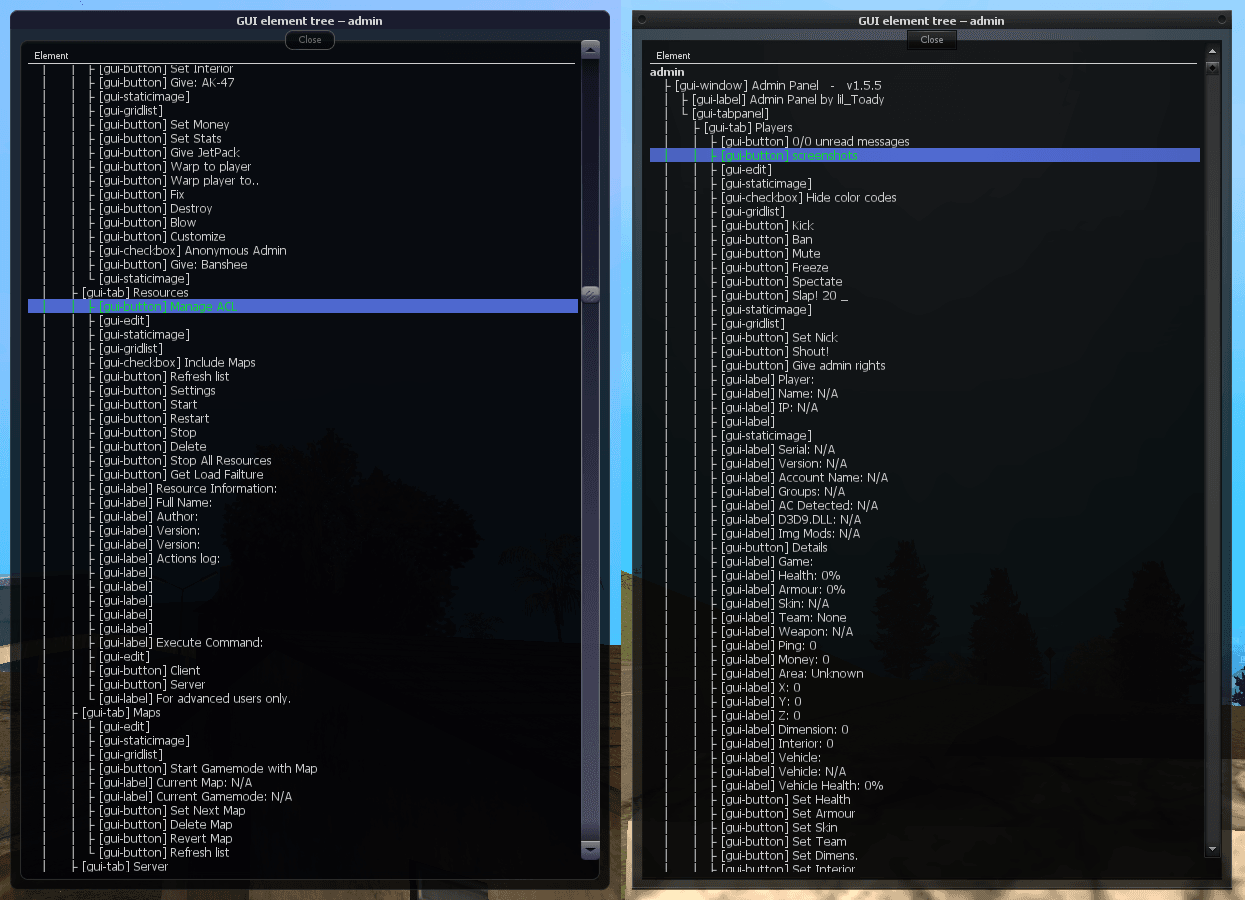 GUI element tree – admin
Close
Element
[gui-button] Set Interior
[gui-button] Give: AK-47
[gui-staticimage]
[gui-gridlist]
[gui-button] Set Money
[gui-button] Set Stats
[gui-button] Give JetPack
[gui-button] Warp to player
[gui-button] Warp player to..
[gui-button] Fix
[gui-button] Destroy
[gui-button] Blow
[gui-button] Customize
[gui-checkbox] Anonymous Admin
[gui-button] Give: Banshee
[gui-staticimage]
[gui-tab] Resources
[gui-button] Manage ACL
[gui-edit]
[gui-staticimage]
[gui-gridlist]
[gui-checkbox] Include Maps
[gui-button] Refresh list
[gui-button] Settings
[gui-button] Start
[gui-button] Restart
[gui-button] Stop
[gui-button] Delete
[gui-button] Stop All Resources
[gui-button] Get Load Failture
[gui-label] Resource Information:
[gui-label] Full Name:
[gui-label] Author:
[gui-label] Version:
[gui-label] Version:
[gui-label] Actions log:
[gui-label]
[gui-label]
[gui-label]
[gui-label]
[gui-label]
[gui-label] Execute Command:
[gui-edit]
[gui-button] Client
[gui-button] Server
[gui-label] For advanced users only.
[gui-tab] Maps
[gui-edit]
[gui-staticimage]
[gui-gridlist]
[gui-button] Start Gamemode with Map
[gui-label] Current Map: N/A
[gui-label] Current Gamemode: N/A
[gui-button] Set Next Map
[gui-button] Delete Map
[gui-button] Revert Map
[gui-button] Refresh list
[gui-tab] Server
GUI element tree – admin
Close
Element
admin
[gui-window] Admin Panel - v1.5.5
[gui-label] Admin Panel by lil_Toady
[gui-tabpanel]
[gui-tab] Players
[gui-button] 0/0 unread messages
[gui-button] screenshots
[gui-edit]
[gui-staticimage]
[gui-checkbox] Hide color codes
[gui-gridlist]
[gui-button] Kick
[gui-button] Ban
[gui-button] Mute
[gui-button] Freeze
[gui-button] Spectate
[gui-button] Slap! 20 _
[gui-staticimage]
[gui-gridlist]
[gui-button] Set Nick
[gui-button] Shout!
[gui-button] Give admin rights
[gui-label] Player:
[gui-label] Name: N/A
[gui-label] IP: N/A
[gui-label]
[gui-staticimage]
[gui-label] Serial: N/A
[gui-label] Version: N/A
[gui-label] Account Name: N/A
[gui-label] Groups: N/A
[gui-label] AC Detected: N/A
[gui-label] D3D9.DLL: N/A
[gui-label] Img Mods: N/A
[gui-button] Details
[gui-label] Game:
[gui-label] Health: 0%
[gui-label] Armour: 0%
[gui-label] Skin: N/A
[gui-label] Team: None
[gui-label] Weapon: N/A
[gui-label] Ping: 0
[gui-label] Money: 0
[gui-label] Area: Unknown
[gui-label] X: 0
[gui-label] Y: 0
[gui-label] Z: 0
[gui-label] Dimension: 0
[gui-label] Interior: 0
[gui-label] Vehicle:
[gui-label] Vehicle: N/A
[gui-label] Vehicle Health: 0%
[gui-button] Set Health
[gui-button] Set Armour
[gui-button] Set Skin
[gui-button] Set Team
[gui-button] Set Dimens.
[gui-button] Set Interior